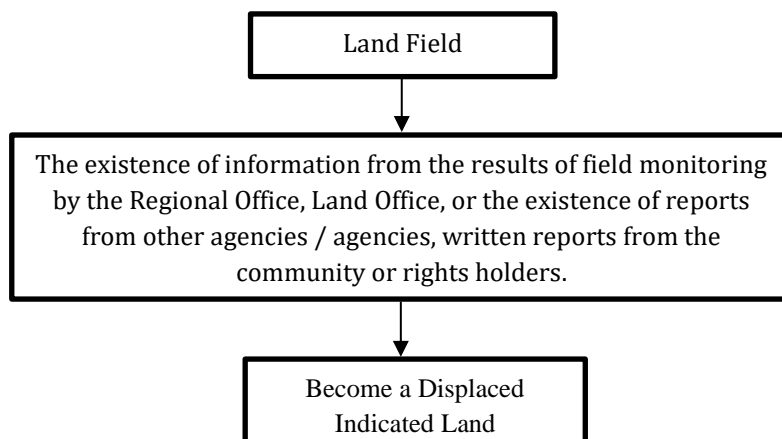 Land Field
The existence of information from the results of field monitoring
by the Regional Office, Land Office, or the existence of reports
from other agencies / agencies, written reports from the
community or rights holders.
Become a Displaced
Indicated Land